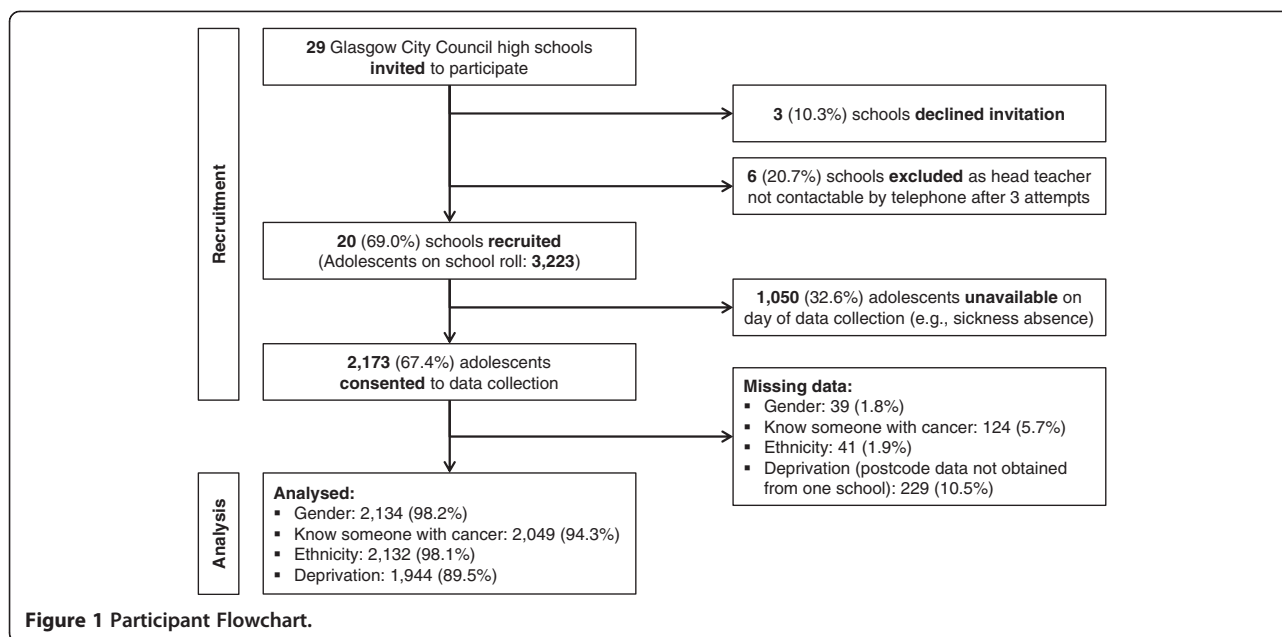 29 Glasgow City Council high schools
invited to participate
3 (10.3%) schools declined invitation
6 (20.7%) schools excluded as head teacher
not contactable by telephone after 3 attempts
Recruitment
20 (69.0%) schools recruited
(Adolescents on school roll: 3,223)
1,050 (32.6%) adolescents unavailable on
day of data collection (e.g., sickness absence)
2,173 (67.4%) adolescents
consented to data collection
Missing data:
▪ Gender: 39 (1.8%)
▪ Know someone with cancer: 124 (5.7%)
▪ Ethnicity: 41 (1.9%)
▪ Deprivation (postcode data not obtained
from one school): 229 (10.5%)
Analysis
Analysed:
▪ Gender: 2,134 (98.2%)
▪ Know someone with cancer: 2,049 (94.3%)
▪ Ethnicity: 2,132 (98.1%)
▪ Deprivation: 1,944 (89.5%)
Figure 1 Participant Flowchart.